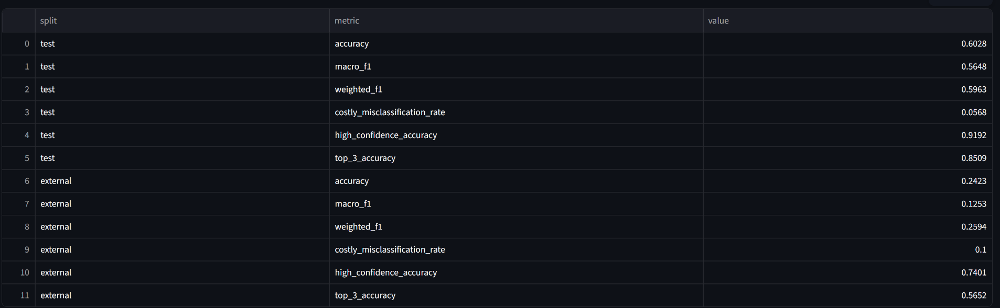 split metric value
0 test accuracy 0.6028
1 test macro_f1 0.5648
2 test weighted_f1 0.5963
3 test costly_misclassification_rate 0.0568
4 test high_confidence_accuracy 0.9192
5 test top_3_accuracy 0.8509
6 external accuracy 0.2423
7 external macro_f1 0.1253
8 external weighted_f1 0.2594
9 external costly_misclassification_rate 0.1
10 external high_confidence_accuracy 0.7401
11 external top_3_accuracy 0.5652